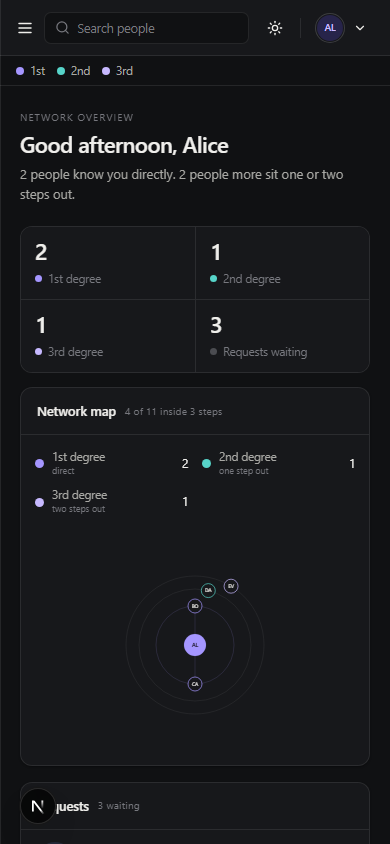 Search people
AL
1st 2nd 3rd
NETWORK OVERVIEW
Good afternoon, Alice
2 people know you directly. 2 people more sit one or two
steps out.
2 1
1st degree 2nd degree
1 3
3rd degree Requests waiting
Network map 4 of 11 inside 3 steps
1st degree 2 2nd degree 1
direct one step out
3rd degree 1
two steps out
EV
DA
BO
AL
CA
N quests 3 waiting